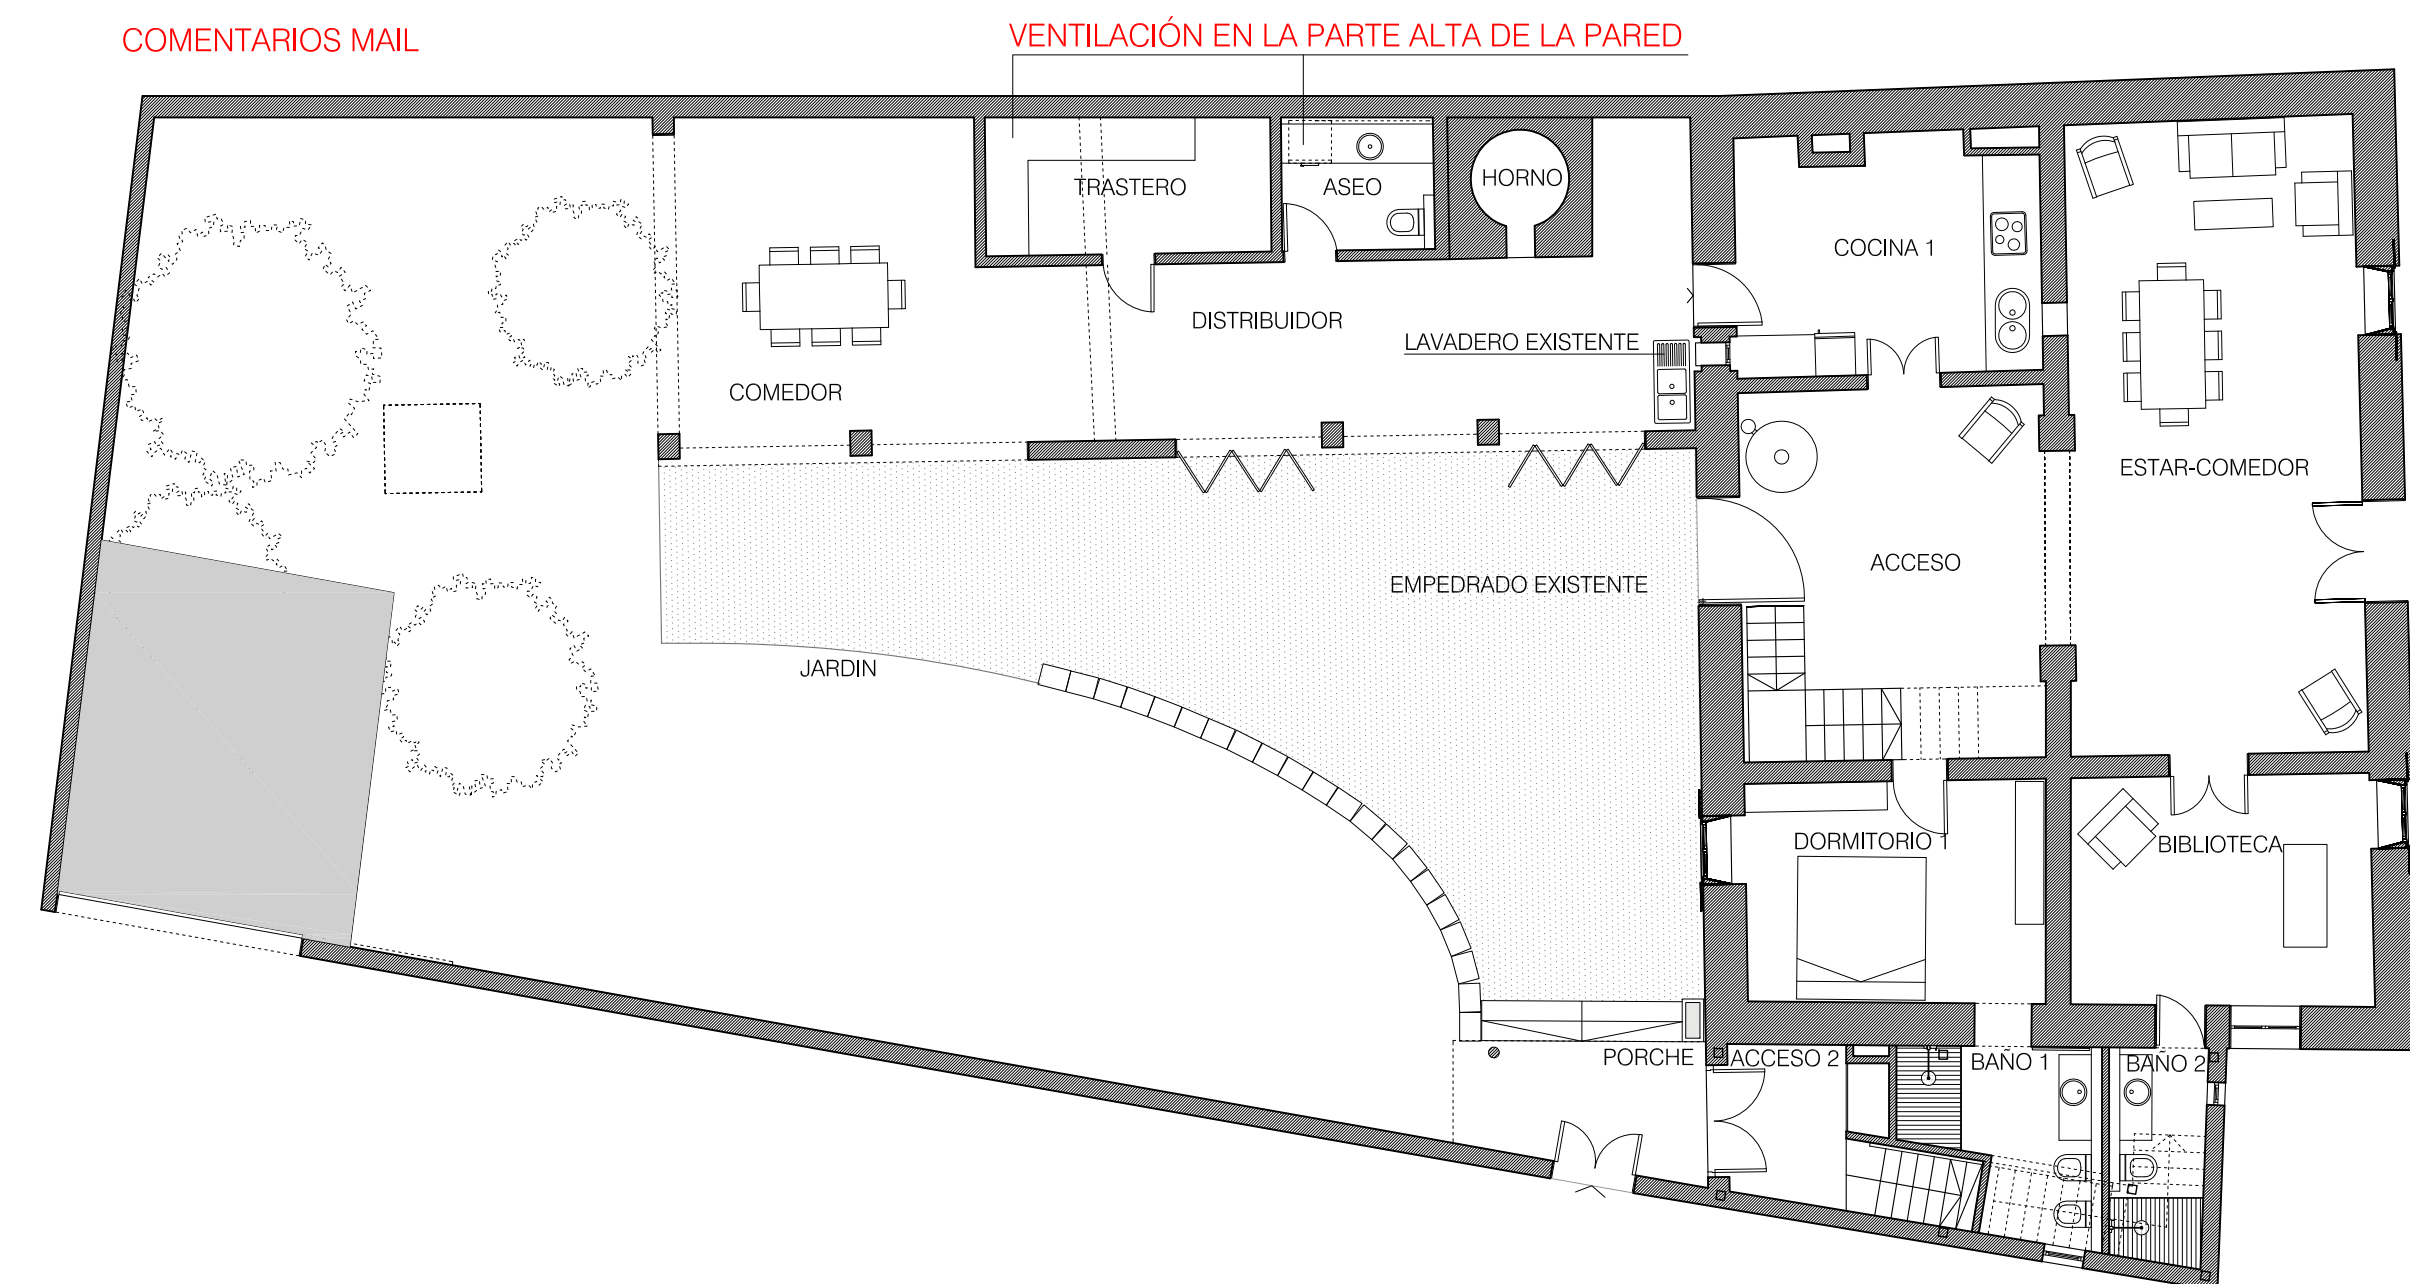 COMENTARIOS MAIL
VENTILACIÓN EN LA PARTE ALTA DE LA PARED
TRASTERO
ASEO
HORNO
COCINA 1
DISTRIBUIDOR
LAVADERO EXISTENTE
COMEDOR
ESTAR-COMEDOR
ACCESO
EMPEDRADO EXISTENTE
JARDIN
DORMITORIO 1
BIBLIOTECA
PORCHE
ACCESO 2
BAÑO 1
BAÑO 2